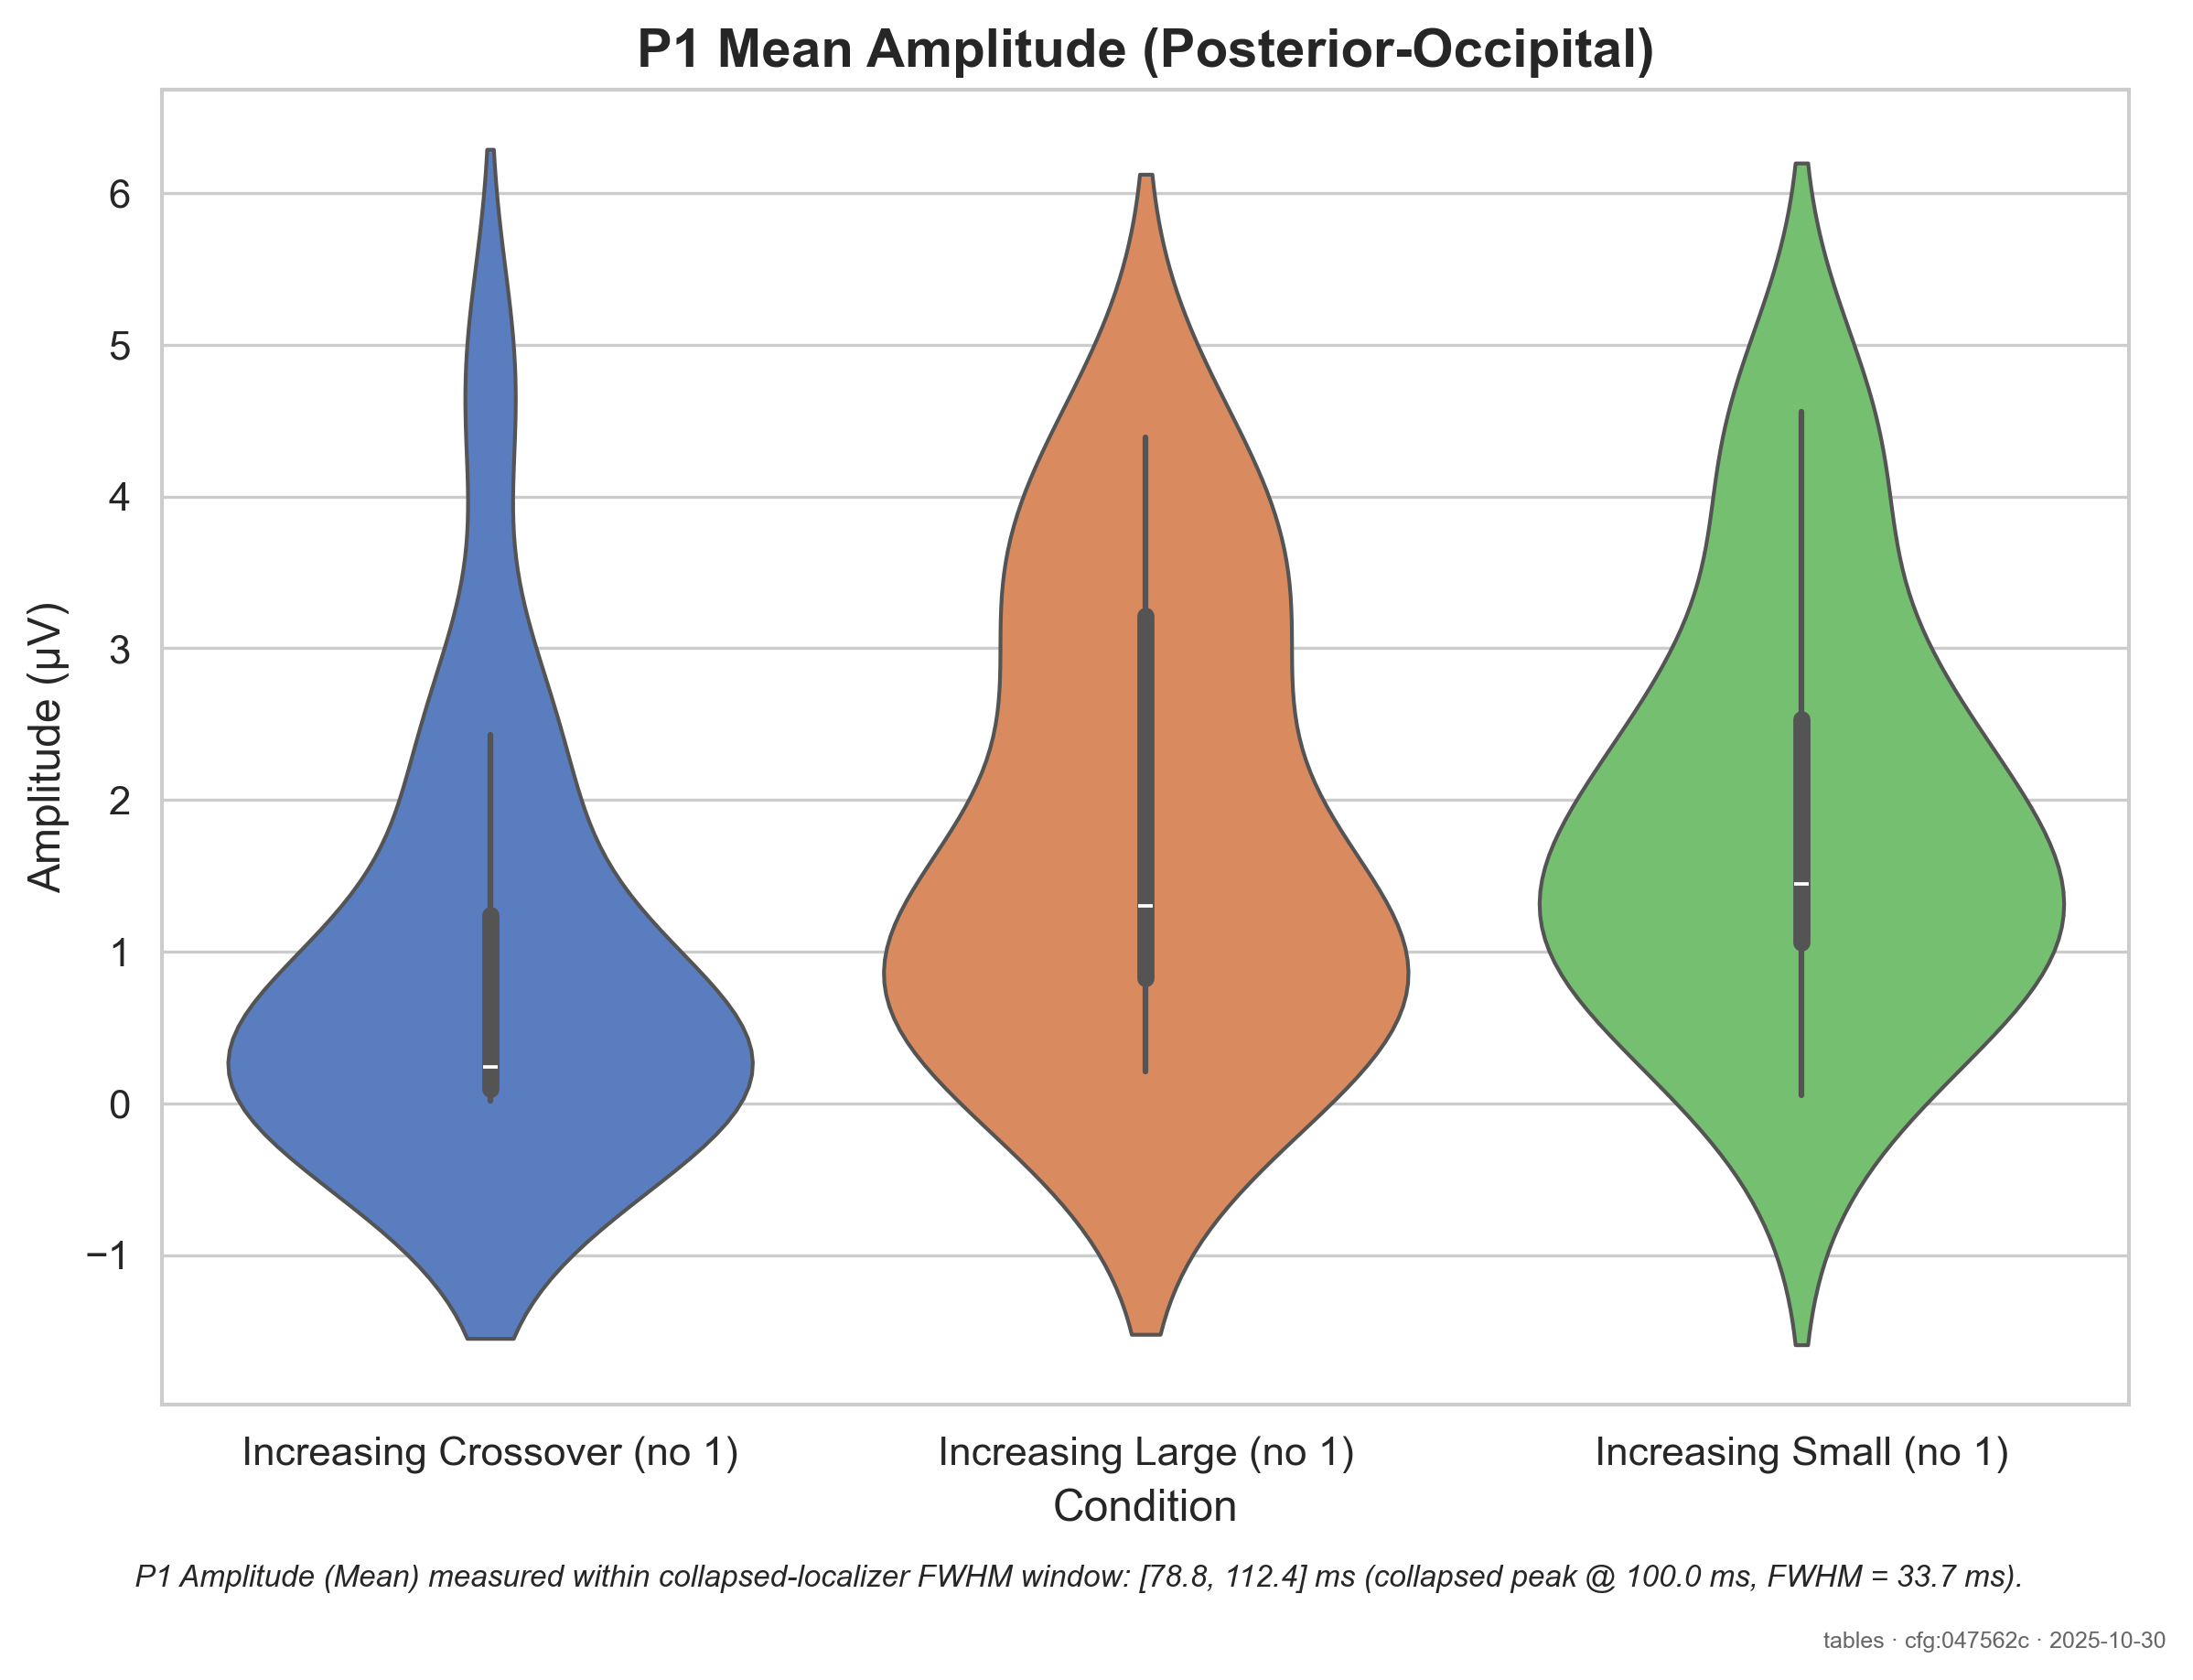 P1 Mean Amplitude (Posterior-Occipital)
Amplitude (µV)
6
5
4
3
2
1
0
−1
Increasing Crossover (no 1)
Increasing Large (no 1)
Increasing Small (no 1)
Condition
P1 Amplitude (Mean) measured within collapsed-localizer FWHM window: [78.8, 112.4] ms (collapsed peak @ 100.0 ms, FWHM = 33.7 ms).
tables · cfg:047562c · 2025-10-30